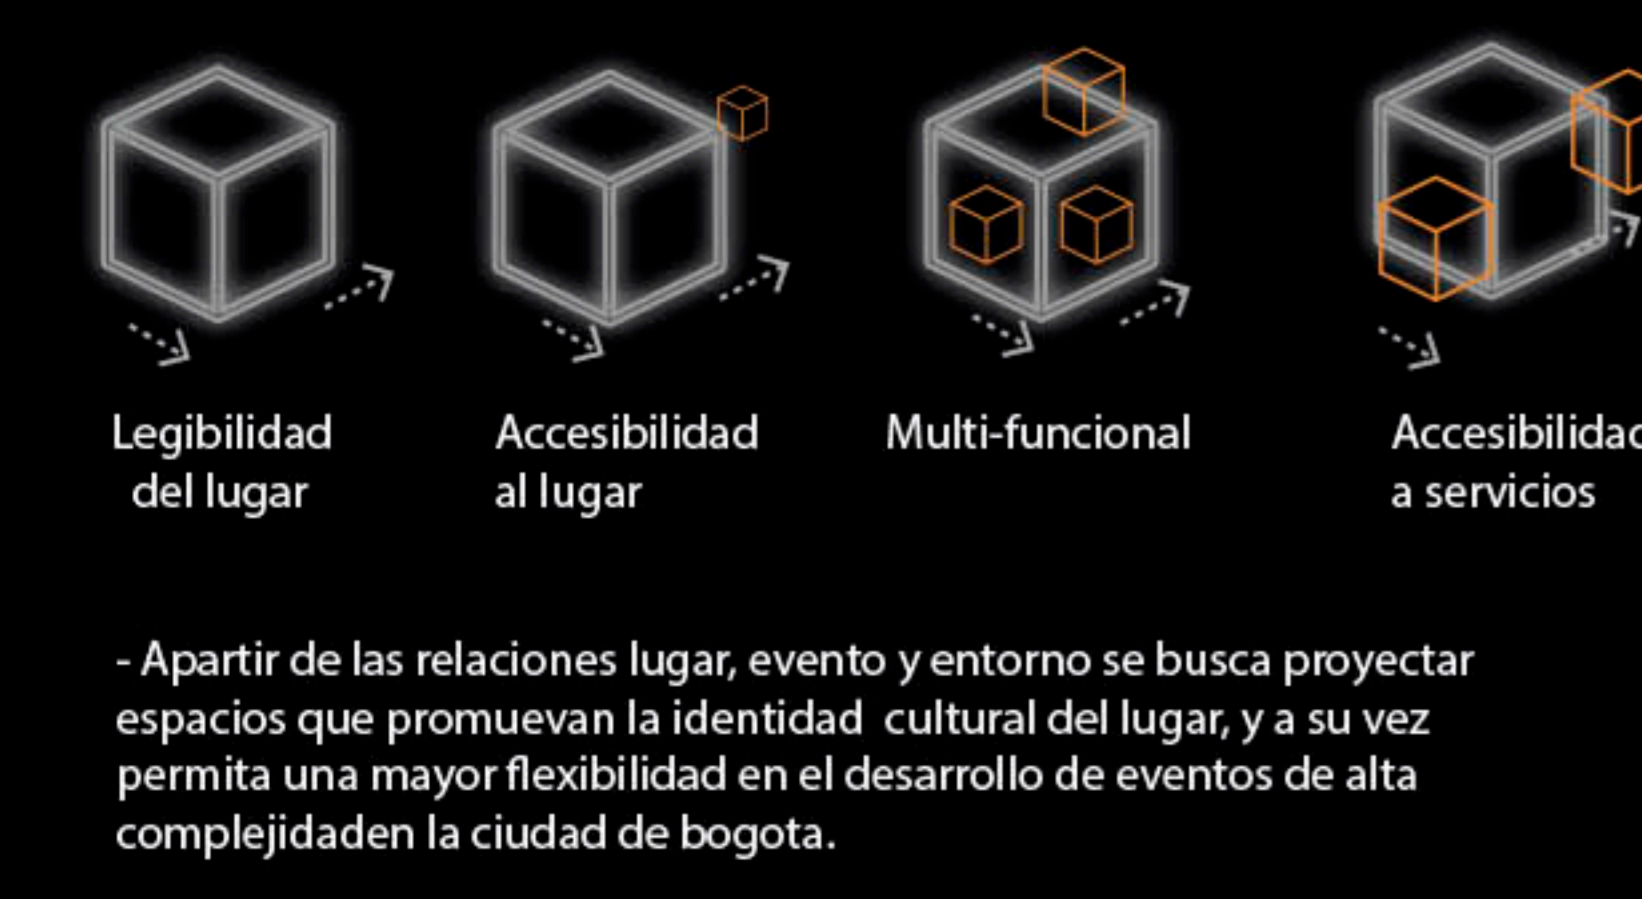 Legibilidad
del lugar
Accesibilidad
al lugar
Multi-funcional
Accesibilidad
a servicios
- Apartir de las relaciones lugar, evento y entorno se busca proyectar
espacios que promuevan la identidad cultural del lugar, y a su vez
permita una mayor flexibilidad en el desarrollo de eventos de alta
complejidaden la ciudad de bogota.